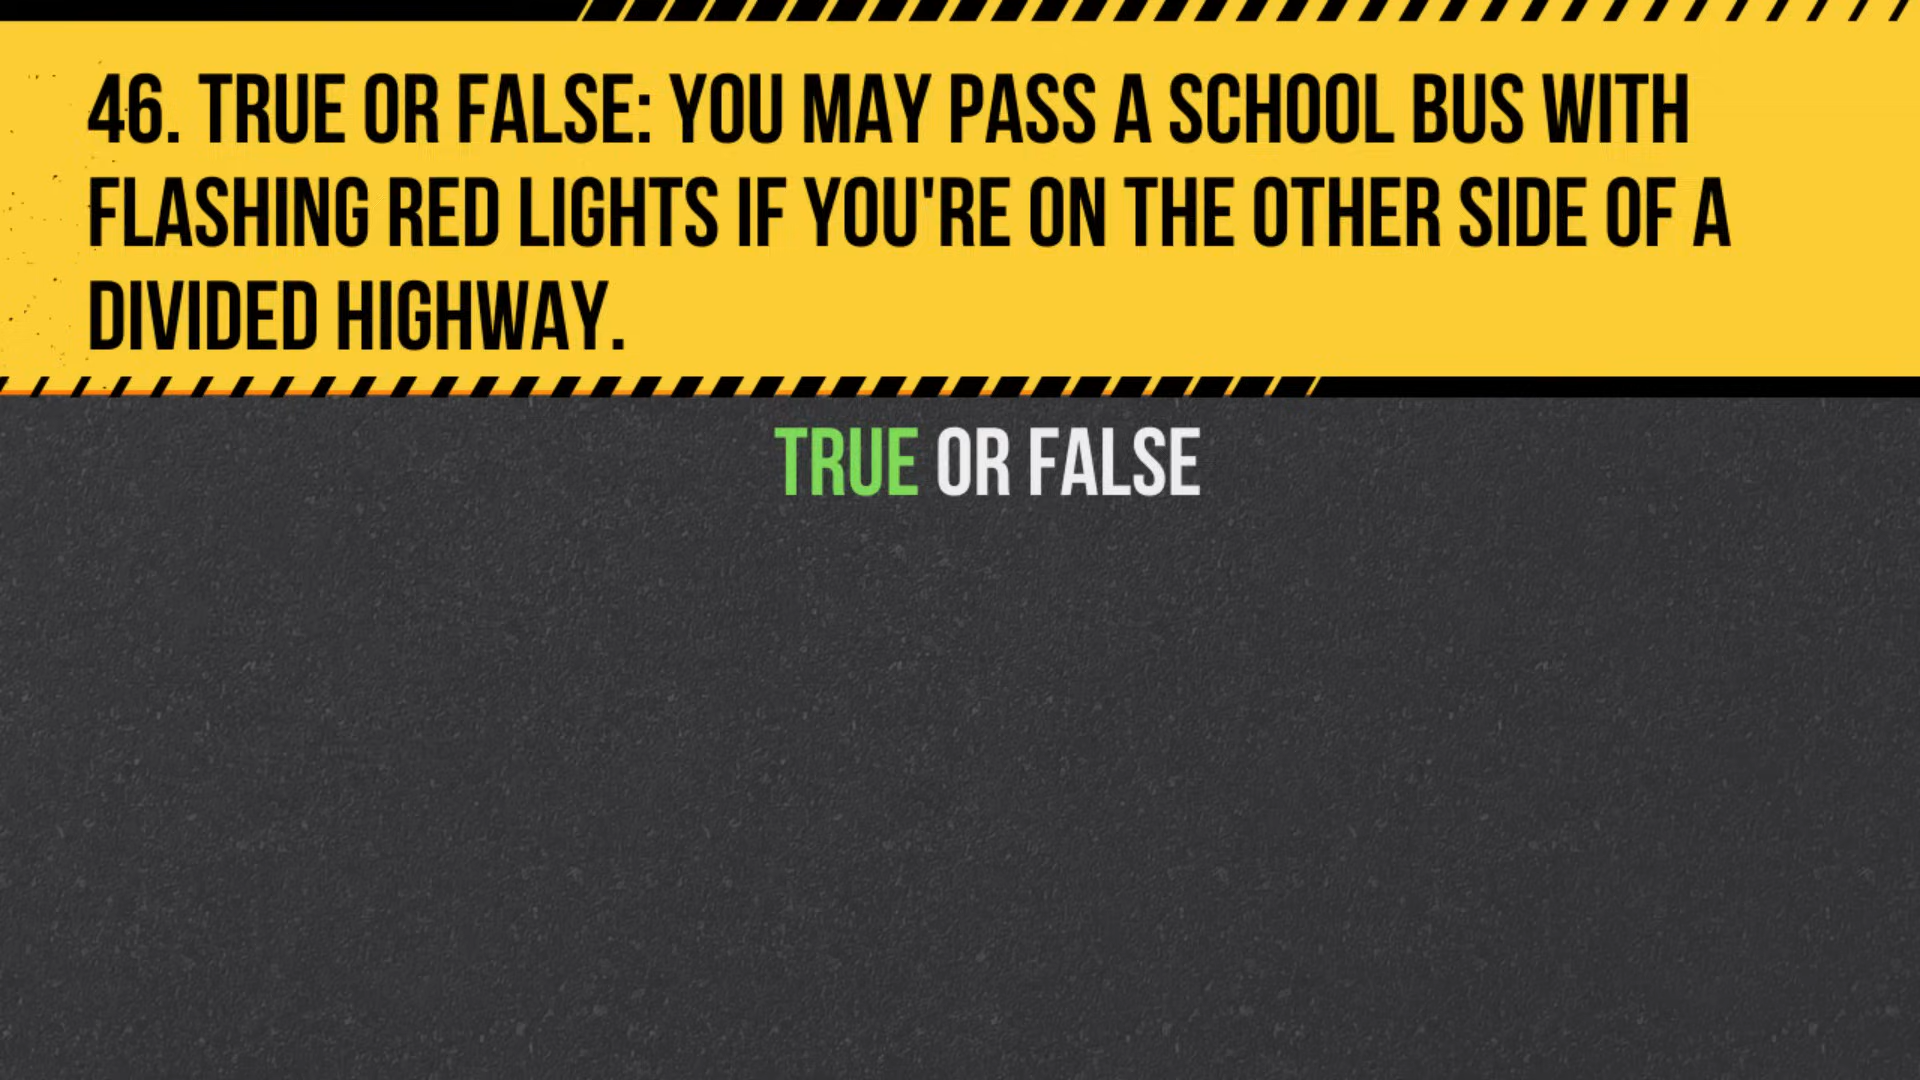 46. TRUE OR FALSE: YOU MAY PASS A SCHOOL BUS WITH
FLASHING RED LIGHTS IF YOU'RE ON THE OTHER SIDE OF A
DIVIDED HIGHWAY.
TRUE OR FALSE